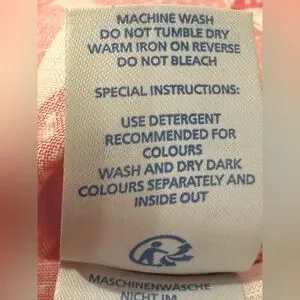 MACHINE WASH
DO NOT TUMBLE DRY
WARM IRON ON REVERSE
DO NOT BLEACH
SPECIAL INSTRUCTIONS:
USE DETERGENT
RECOMMENDED FOR
COLOURS
WASH AND DRY DARK
COLOURS SEPARATELY AND
INSIDE OUT
MASCHINENWÄSCHE
NICHT IM